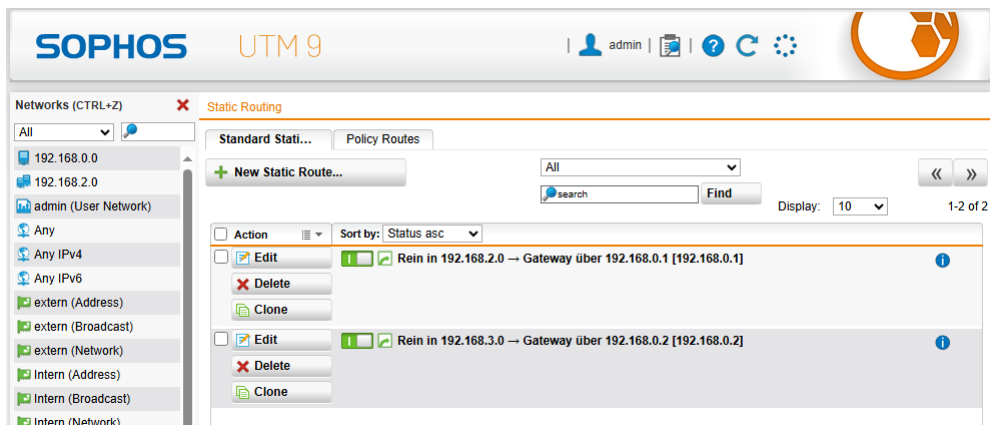 SOPHOS UTM 9
| admin | | ?
Networks (CTRL+Z)
All
192.168.0.0
192.168.2.0
admin (User Network)
Any
Any IPv4
Any IPv6
extern (Address)
extern (Broadcast)
extern (Network)
Intern (Address)
Intern (Broadcast)
Intern (Network)
Static Routing
Standard Stati... Policy Routes
New Static Route...
All
search Find
Display: 10
« »
1-2 of 2
Action Sort by: Status asc
Edit Rein in 192.168.2.0 → Gateway über 192.168.0.1 [192.168.0.1]
Delete
Clone
Edit Rein in 192.168.3.0 → Gateway über 192.168.0.2 [192.168.0.2]
Delete
Clone